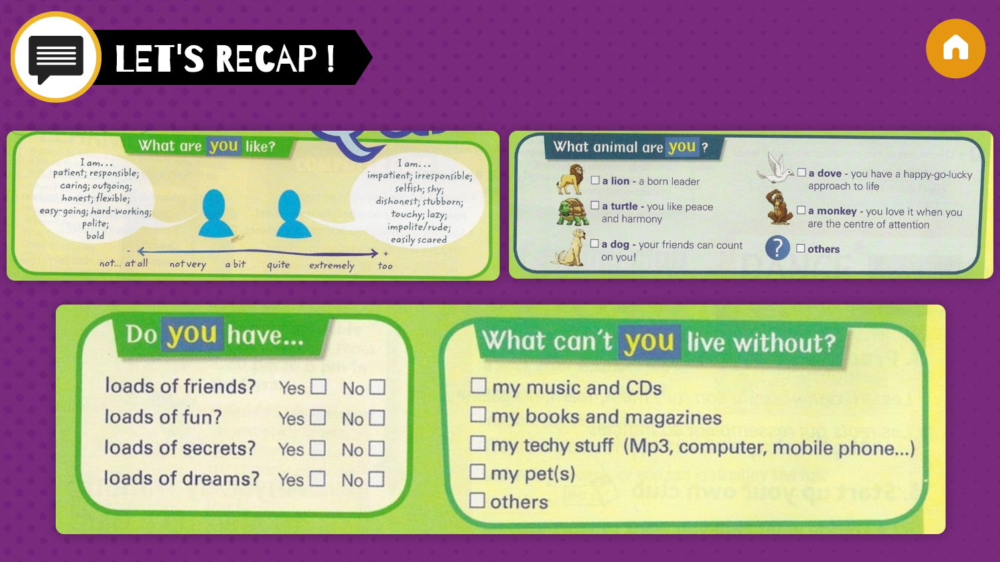 LET'S RECAP !
What are you like?
I am...
patient; responsible;
caring; outgoing;
honest; flexible;
easy-going; hard-working;
polite;
bold
I am...
impatient; irresponsible;
selfish; shy;
dishonest; stubborn;
touchy; lazy;
impolite/rude;
easily scared
- +
not... at all not very a bit quite extremely too
What animal are you ?
a lion - a born leader
a turtle - you like peace
and harmony
a dog - your friends can count
on you!
a dove - you have a happy-go-lucky
approach to life
a monkey - you love it when you
are the centre of attention
? others
Do you have...
loads of friends? Yes No
loads of fun? Yes No
loads of secrets? Yes No
loads of dreams? Yes No
What can't you live without?
my music and CDs
my books and magazines
my techy stuff (Mp3, computer, mobile phone...)
my pet(s)
others